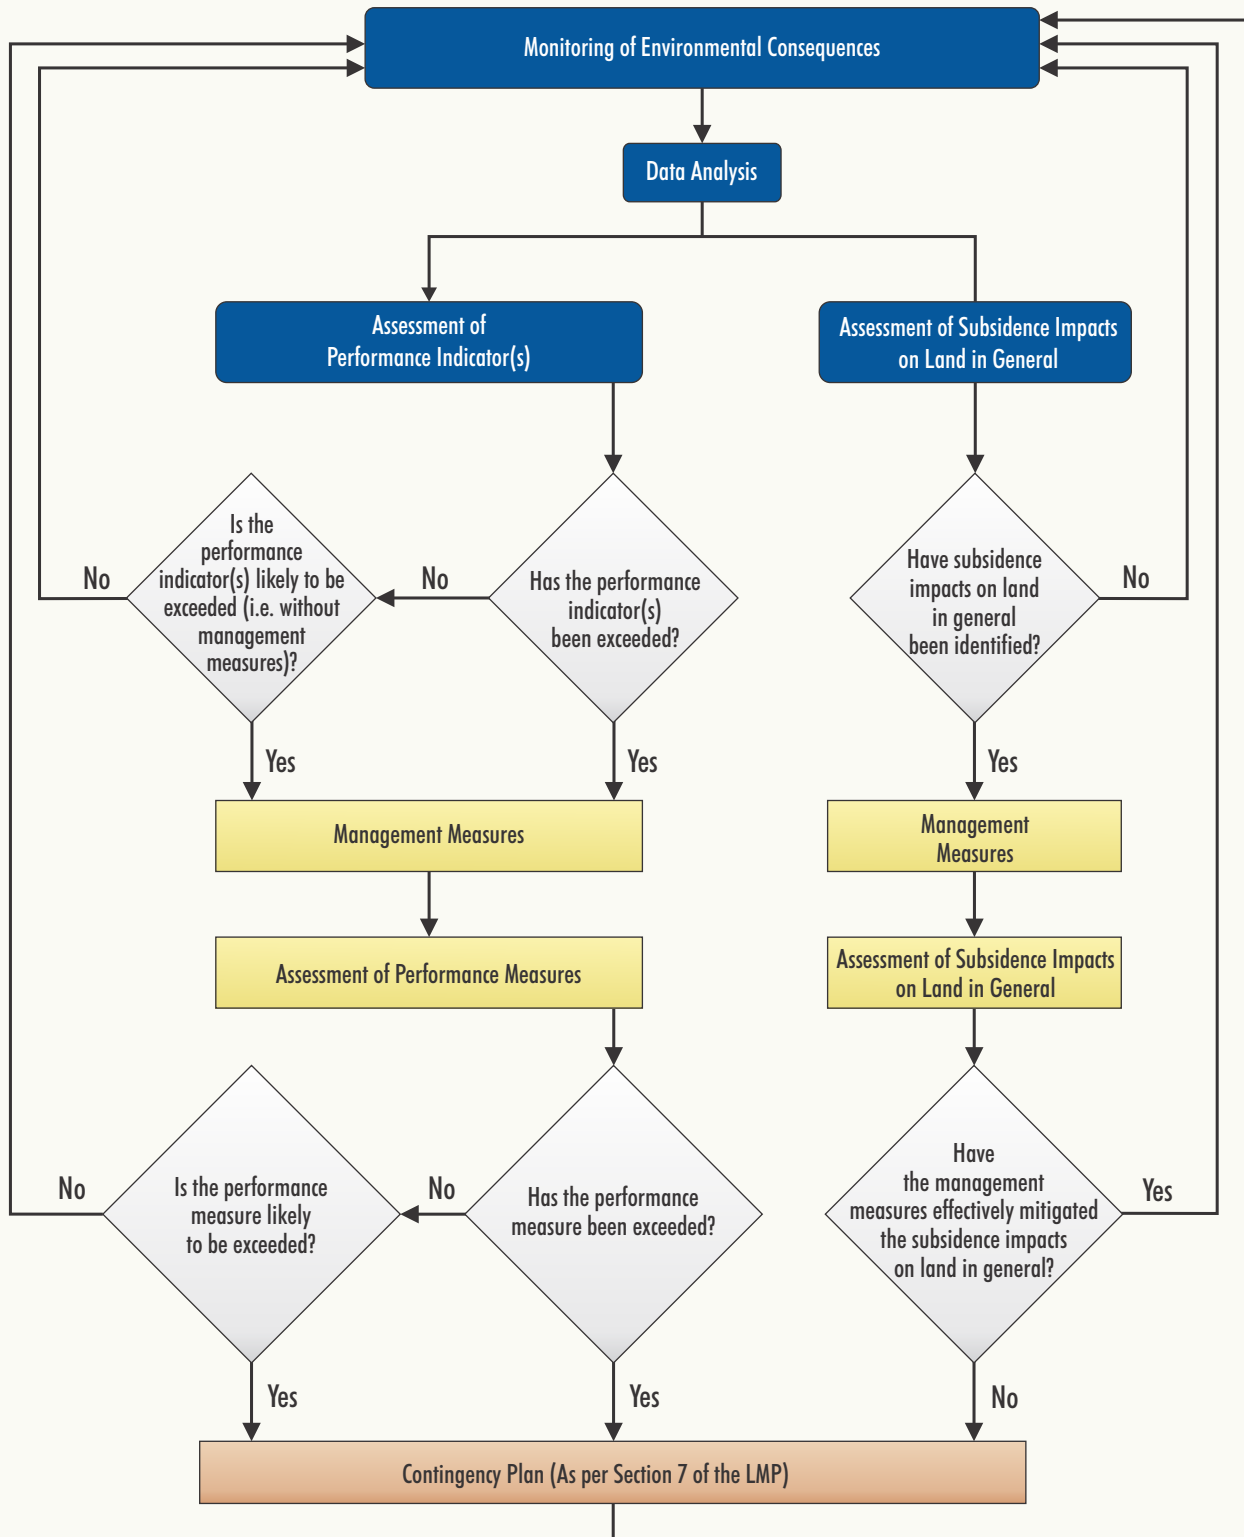 Monitoring of Environmental Consequences
Data Analysis
Assessment of
Performance Indicator(s)
Assessment of Subsidence Impacts
on Land in General
Is the
performance
indicator(s) likely to be
exceeded (i.e. without
management
measures)?
No
No
Has the performance
indicator(s)
been exceeded?
Have subsidence
impacts on land
in general
been identified?
No
Yes
Yes
Yes
Management Measures
Management
Measures
Assessment of Performance Measures
Assessment of Subsidence Impacts
on Land in General
No
Is the performance
measure likely
to be exceeded?
No
Has the performance
measure been exceeded?
Have
the management
measures effectively mitigated
the subsidence impacts
on land in general?
Yes
Yes
Yes
No
Contingency Plan (As per Section 7 of the LMP)